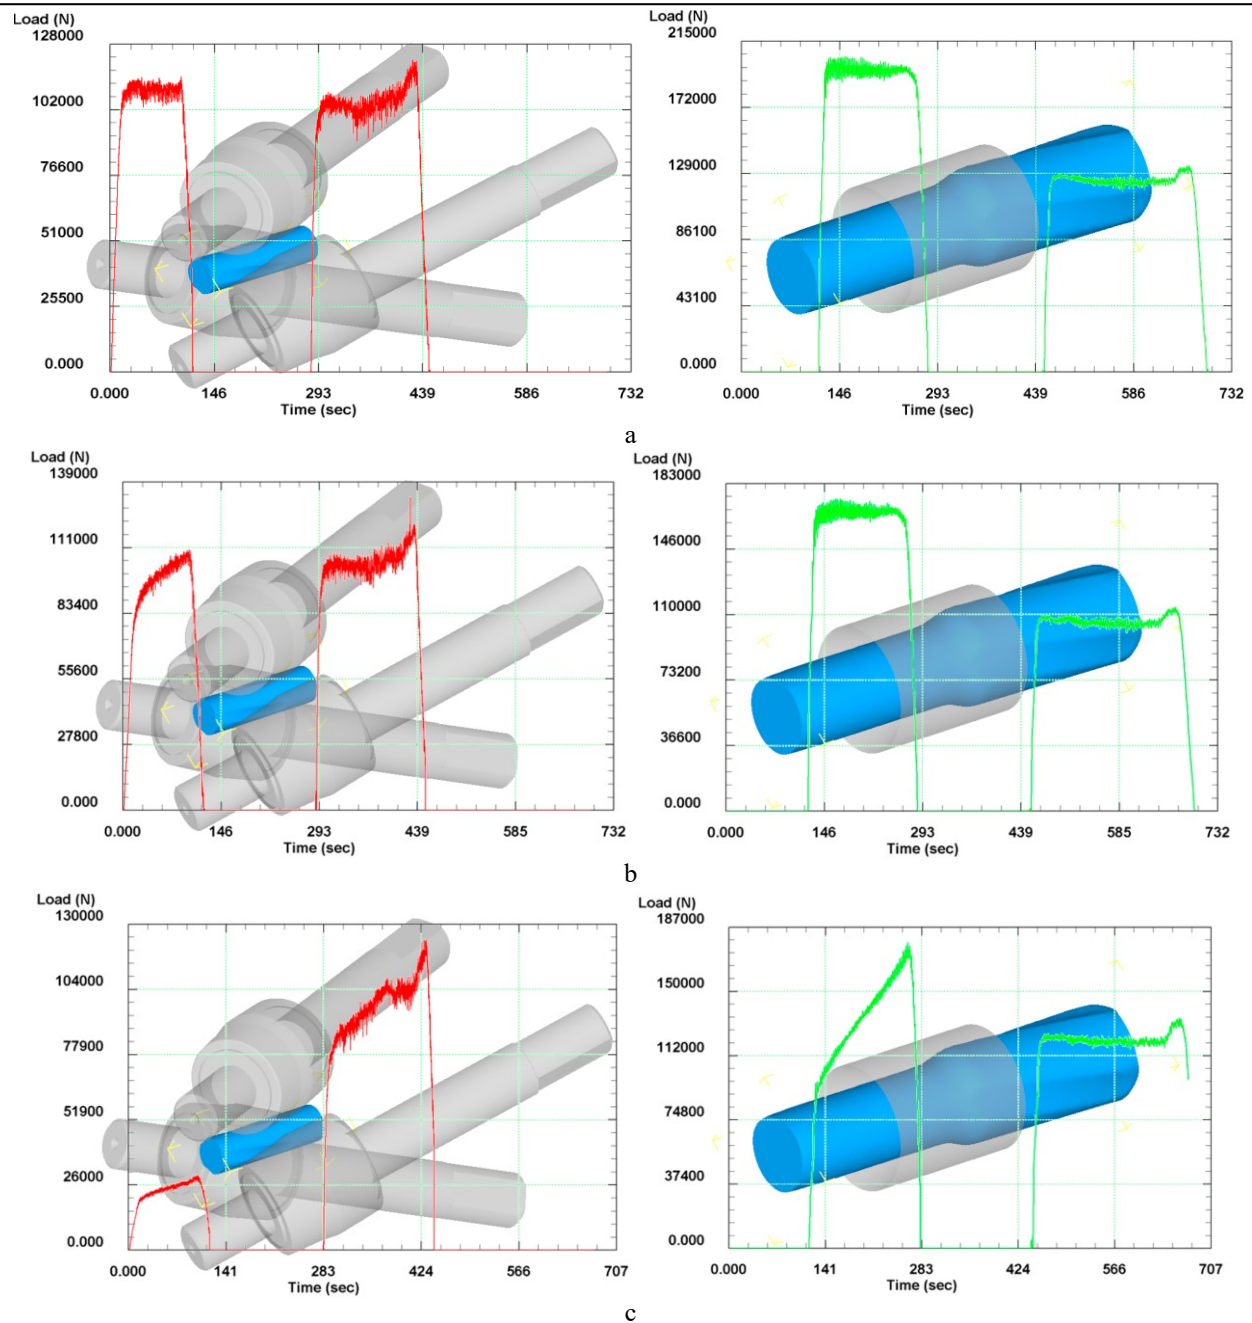 Load (N)
128000
102000
76600
51000
25500
0.000
0.000 146 293 439 586 732
Time (sec)
Load (N)
215000
172000
129000
86100
43100
0.000
0.000 146 293 439 586 732
Time (sec)
a
Load (N)
139000
111000
83400
55600
27800
0.000
0.000 146 293 439 585 732
Time (sec)
Load (N)
183000
146000
110000
73200
36600
0.000
0.000 146 293 439 585 732
Time (sec)
b
Load (N)
130000
104000
77900
51900
26000
0.000
0.000 141 283 424 566 707
Time (sec)
Load (N)
187000
150000
112000
74800
37400
0.000
0.000 141 283 424 566 707
Time (sec)
c